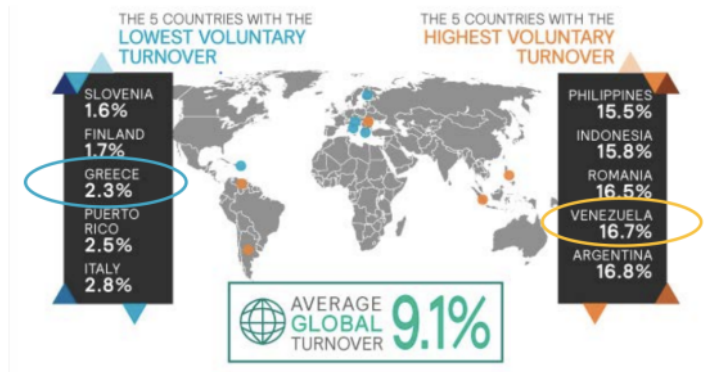 THE 5 COUNTRIES WITH THE
LOWEST VOLUNTARY
TURNOVER
SLOVENIA
1.6%
FINLAND
1.7%
GREECE
2.3%
PUERTO
RICO
2.5%
ITALY
2.8%
THE 5 COUNTRIES WITH THE
HIGHEST VOLUNTARY
TURNOVER
PHILIPPINES
15.5%
INDONESIA
15.8%
ROMANIA
16.5%
VENEZUELA
16.7%
ARGENTINA
16.8%
AVERAGE
GLOBAL
TURNOVER
9.1%